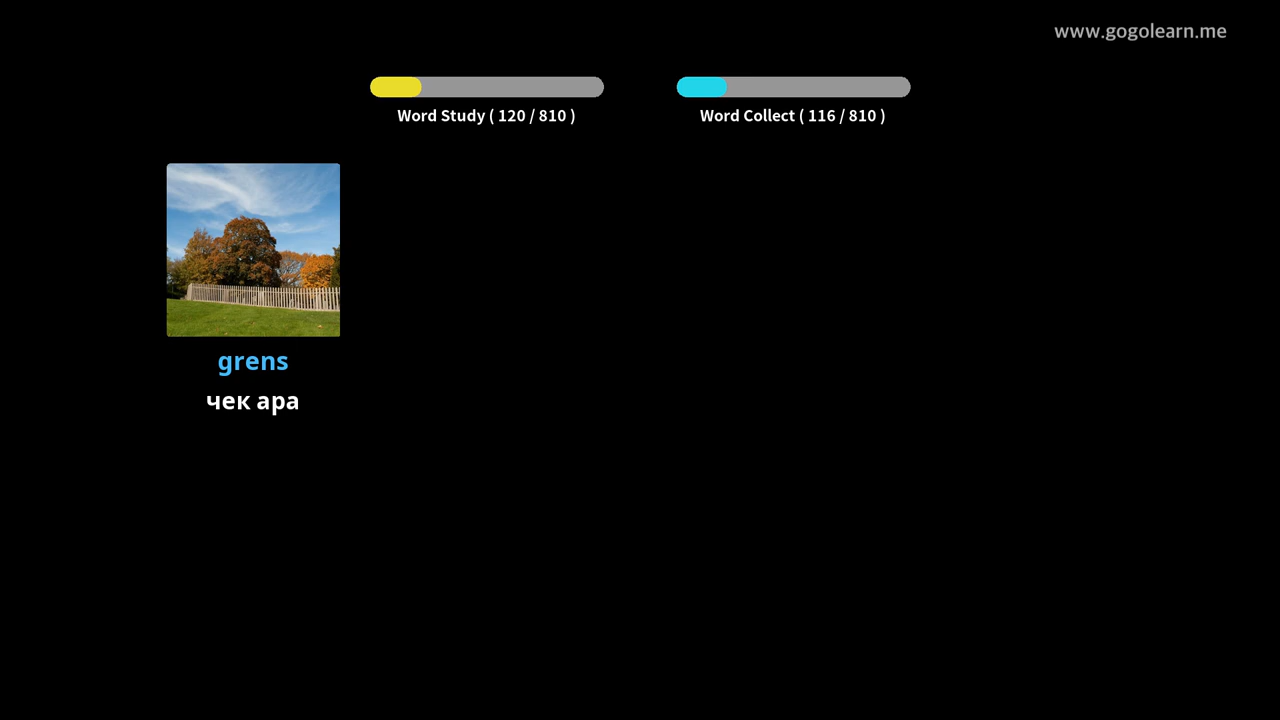 www.gogolearn.me
Word Study ( 120 / 810 )
Word Collect ( 116 / 810 )
grens
чек ара